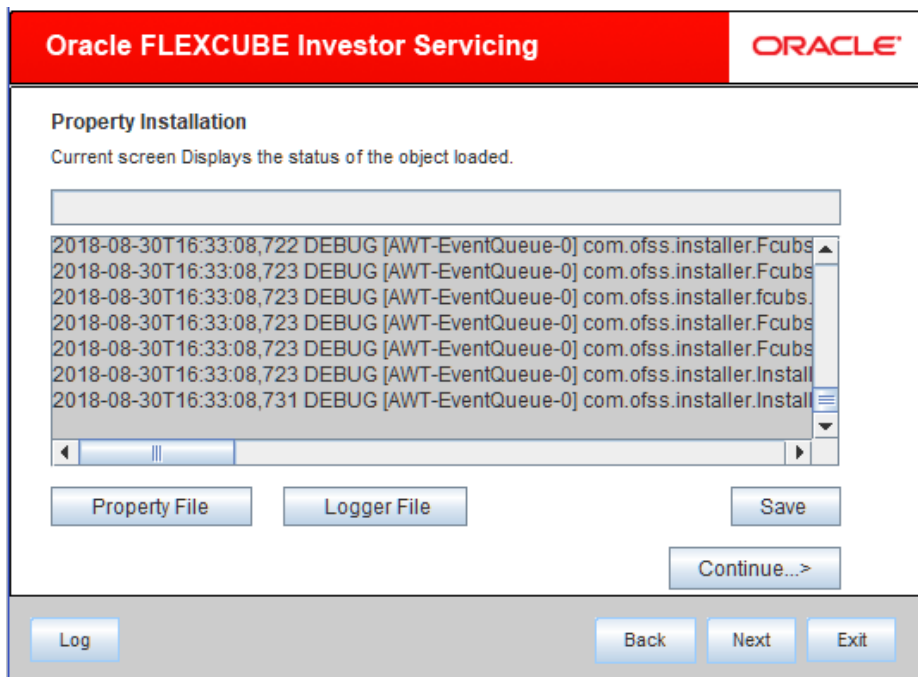 Oracle FLEXCUBE Investor Servicing
ORACLE
Property Installation
Current screen Displays the status of the object loaded.
2018-08-30T16:33:08,722 DEBUG [AWT-EventQueue-0] com.ofss.installer.Fcubs
2018-08-30T16:33:08,723 DEBUG [AWT-EventQueue-0] com.ofss.installer.Fcubs
2018-08-30T16:33:08,723 DEBUG [AWT-EventQueue-0] com.ofss.installer.fcubs.
2018-08-30T16:33:08,723 DEBUG [AWT-EventQueue-0] com.ofss.installer.Fcubs
2018-08-30T16:33:08,723 DEBUG [AWT-EventQueue-0] com.ofss.installer.Fcubs
2018-08-30T16:33:08,723 DEBUG [AWT-EventQueue-0] com.ofss.installer.Install
2018-08-30T16:33:08,731 DEBUG [AWT-EventQueue-0] com.ofss.installer.Install
Property File Logger File Save
Continue...>
Log Back Next Exit